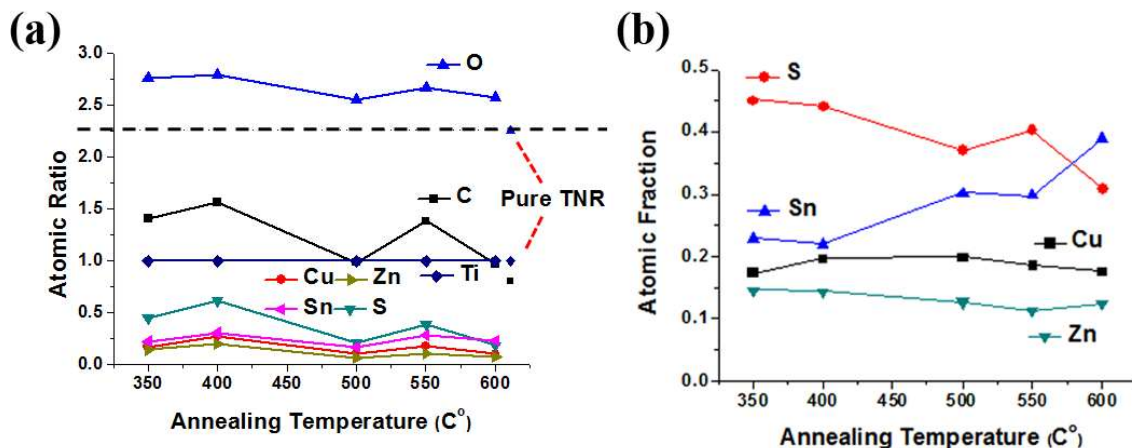 (a)
3.0
2.5
2.0
1.5
1.0
0.5
0.0
Atomic Ratio
O
C
Pure TNR
Cu
Zn
Ti
Sn
S
350
400
450
500
550
600
Annealing Temperature (C°)
(b)
0.5
0.4
0.3
0.2
0.1
0.0
Atomic Fraction
S
Sn
Cu
Zn
350
400
450
500
550
600
Annealing Temperature (C°)